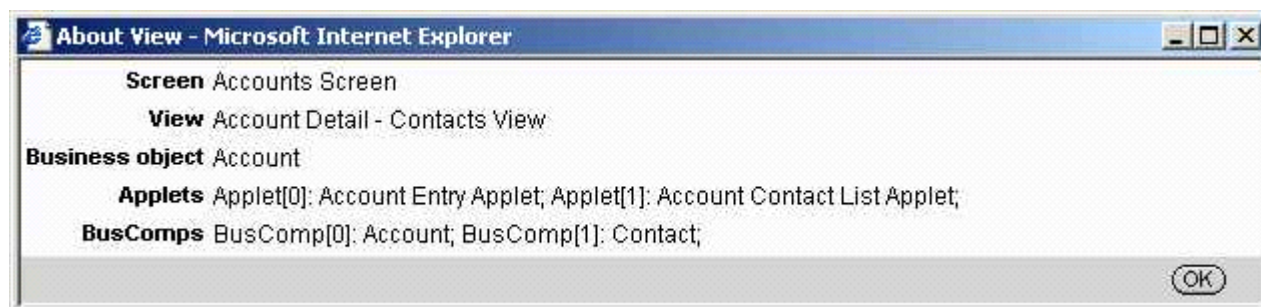 About View - Microsoft Internet Explorer
Screen Accounts Screen
View Account Detail - Contacts View
Business object Account
Applets Applet[0]: Account Entry Applet; Applet[1]: Account Contact List Applet;
BusComps BusComp[0]: Account; BusComp[1]: Contact;
OK